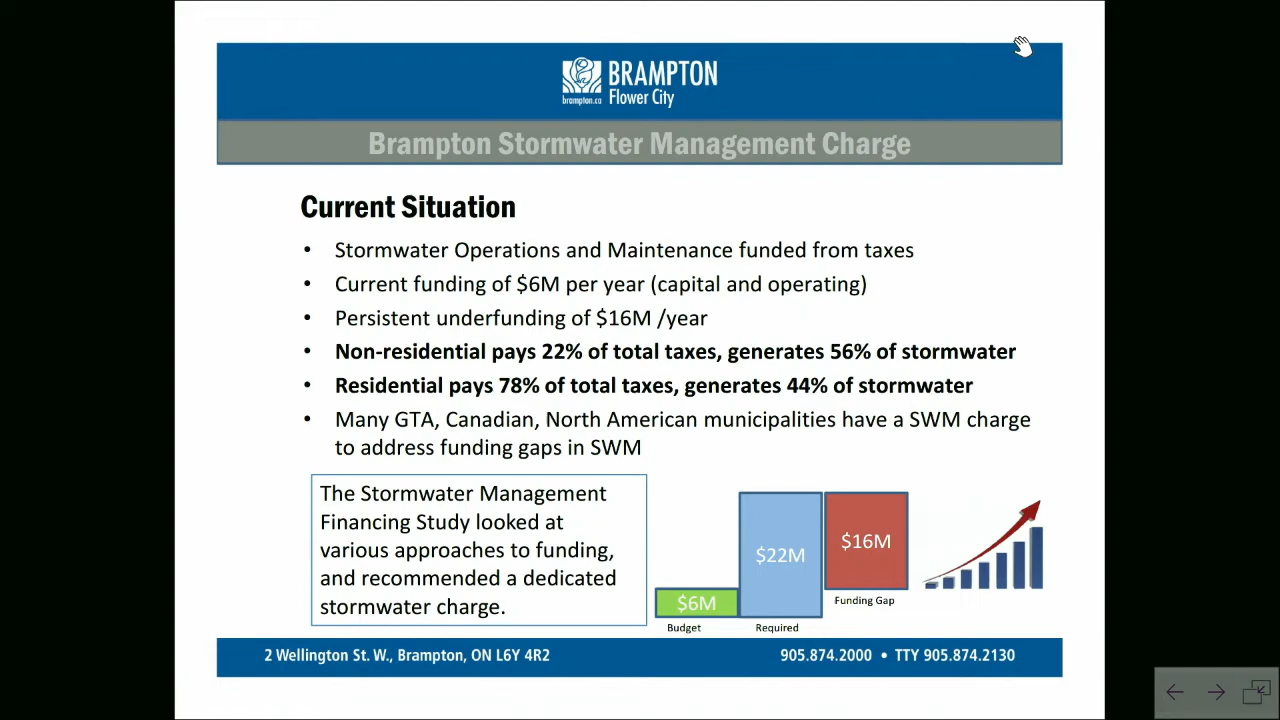 BRAMPTON
brampton.ca
Flower City
Brampton Stormwater Management Charge
Current Situation
• Stormwater Operations and Maintenance funded from taxes
• Current funding of $6M per year (capital and operating)
• Persistent underfunding of $16M /year
• Non-residential pays 22% of total taxes, generates 56% of stormwater
• Residential pays 78% of total taxes, generates 44% of stormwater
• Many GTA, Canadian, North American municipalities have a SWM charge
to address funding gaps in SWM
The Stormwater Management
Financing Study looked at
various approaches to funding,
and recommended a dedicated
stormwater charge.
$6M
$22M
$16M
Budget
Required
Funding Gap
2 Wellington St. W., Brampton, ON L6Y 4R2
905.874.2000 • TTY 905.874.2130